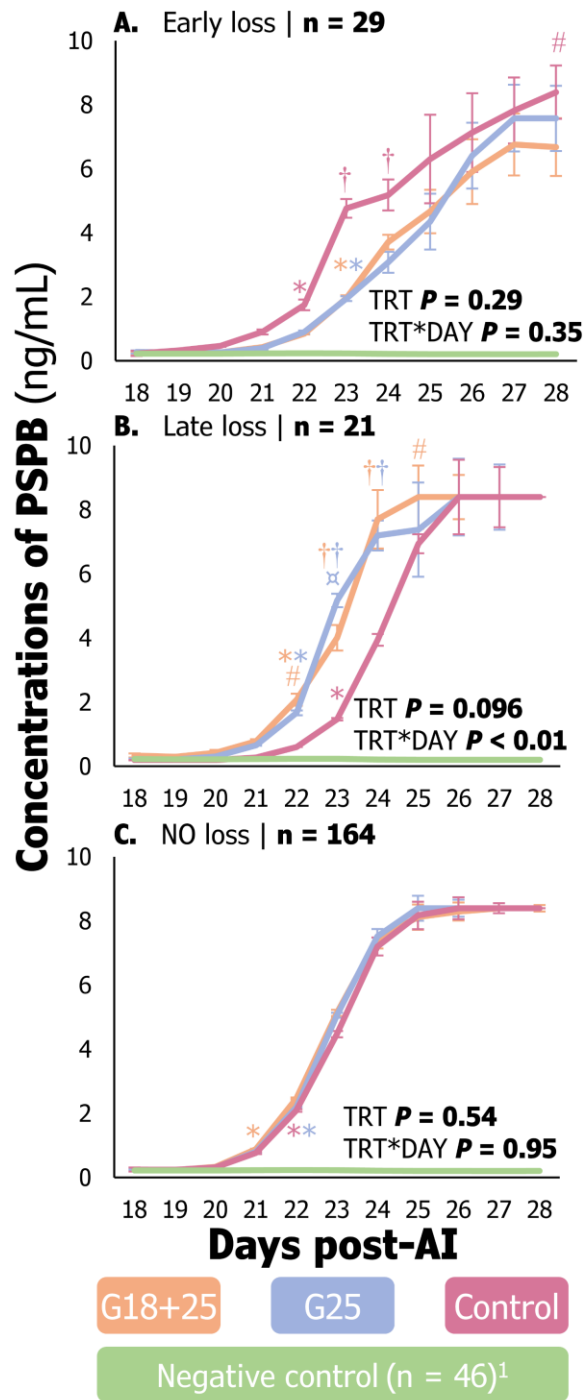 Concentrations of PSPB (ng/mL)
A. Early loss | n = 29
#
10
8
† †
6
4
* **
2
TRT P = 0.29
TRT*DAY P = 0.35
0
18 19 20 21 22 23 24 25 26 27 28
B. Late loss | n = 21
10
#
††
8
††
¤
6
4
**
#
*
2
TRT P = 0.096
TRT*DAY P < 0.01
0
18 19 20 21 22 23 24 25 26 27 28
C. NO loss | n = 164
10
8
6
4
2
* **
TRT P = 0.54
TRT*DAY P = 0.95
0
18 19 20 21 22 23 24 25 26 27 28
Days post-AI
G18+25 G25 Control
Negative control (n = 46)¹